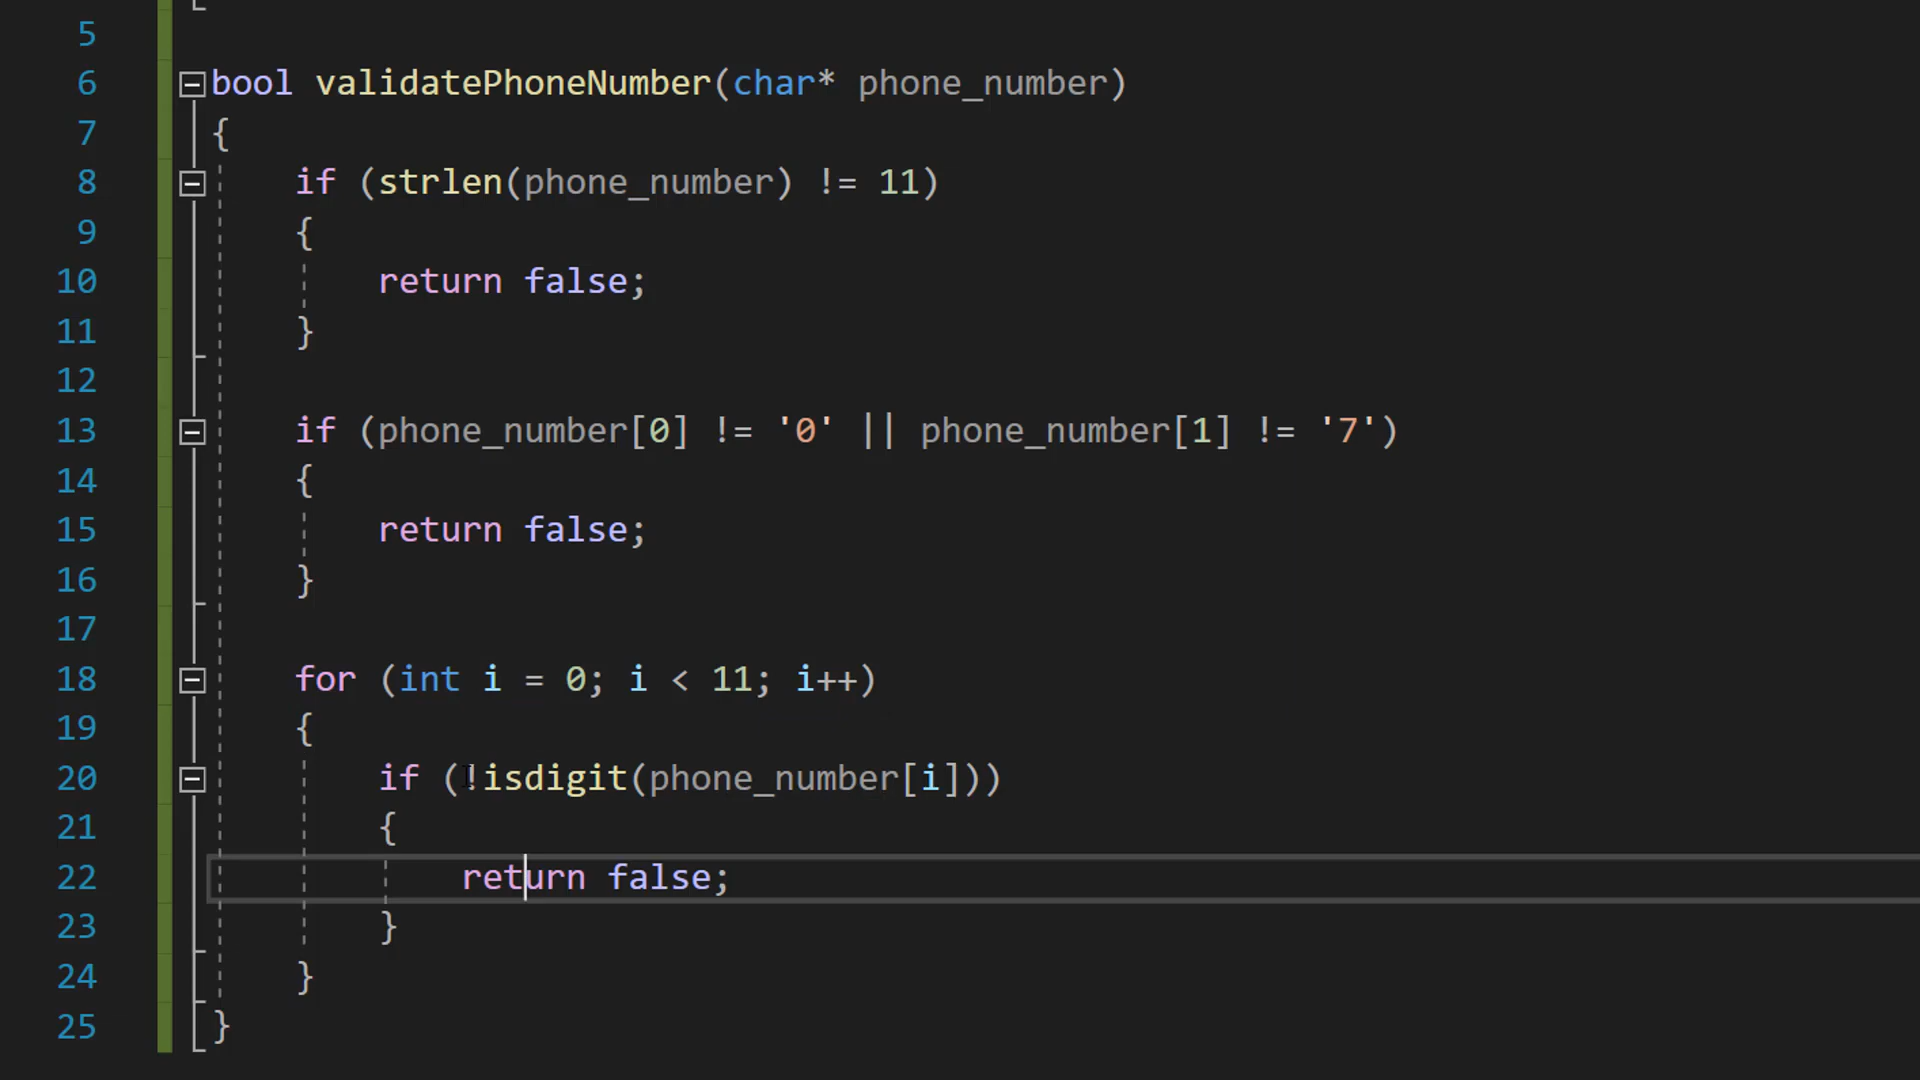 5
6 bool validatePhoneNumber(char* phone_number)
7 {
8 if (strlen(phone_number) != 11)
9 {
10 return false;
11 }
12
13 if (phone_number[0] != '0' || phone_number[1] != '7')
14 {
15 return false;
16 }
17
18 for (int i = 0; i < 11; i++)
19 {
20 if (!isdigit(phone_number[i]))
21 {
22 return false;
23 }
24 }
25 }